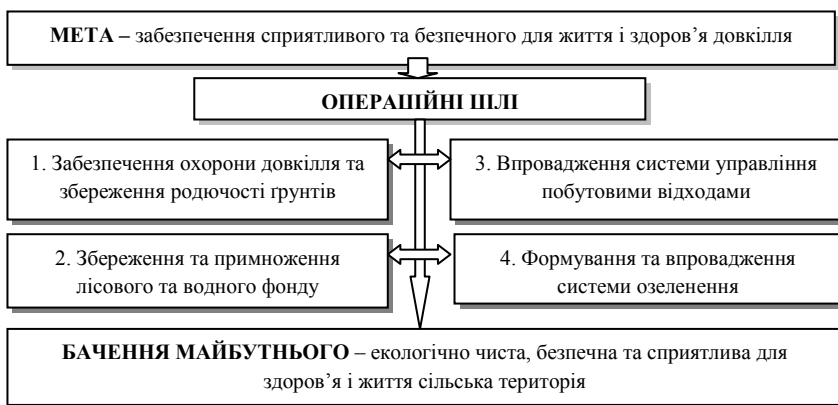 МЕТА – забезпечення сприятливого та безпечного для життя і здоров’я довкілля
ОПЕРАЦІЙНІ ЦІЛІ
1. Забезпечення охорони довкілля та
збереження родючості ґрунтів
3. Впровадження системи управління
побутовими відходами
2. Збереження та примноження
лісового та водного фонду
4. Формування та впровадження
системи озеленення
БАЧЕННЯ МАЙБУТНЬОГО – екологічно чиста, безпечна та сприятлива для
здоров’я і життя сільська територія